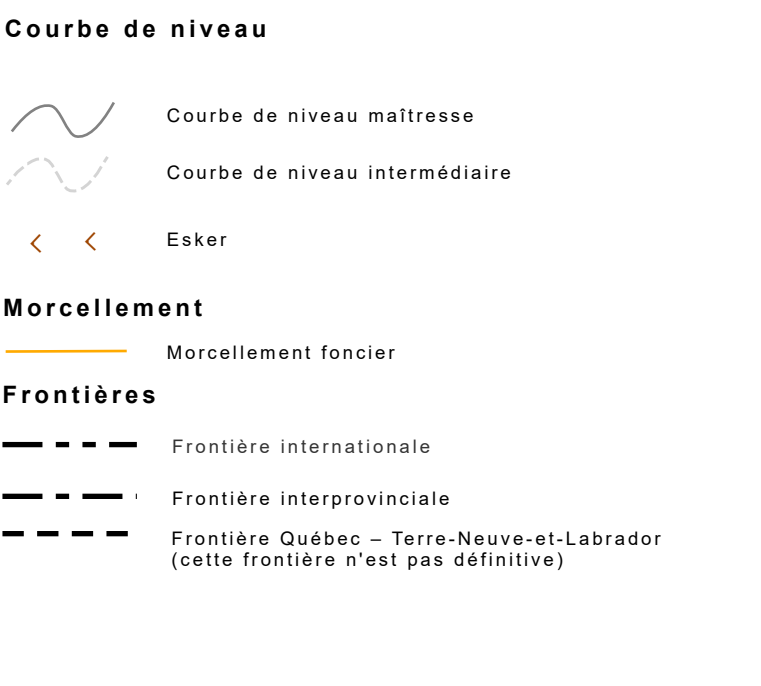 Courbe de niveau
Courbe de niveau maîtresse
Courbe de niveau intermédiaire
Esker
Morcellement
Morcellement foncier
Frontières
Frontière internationale
Frontière interprovinciale
Frontière Québec – Terre-Neuve-et-Labrador
(cette frontière n'est pas définitive)